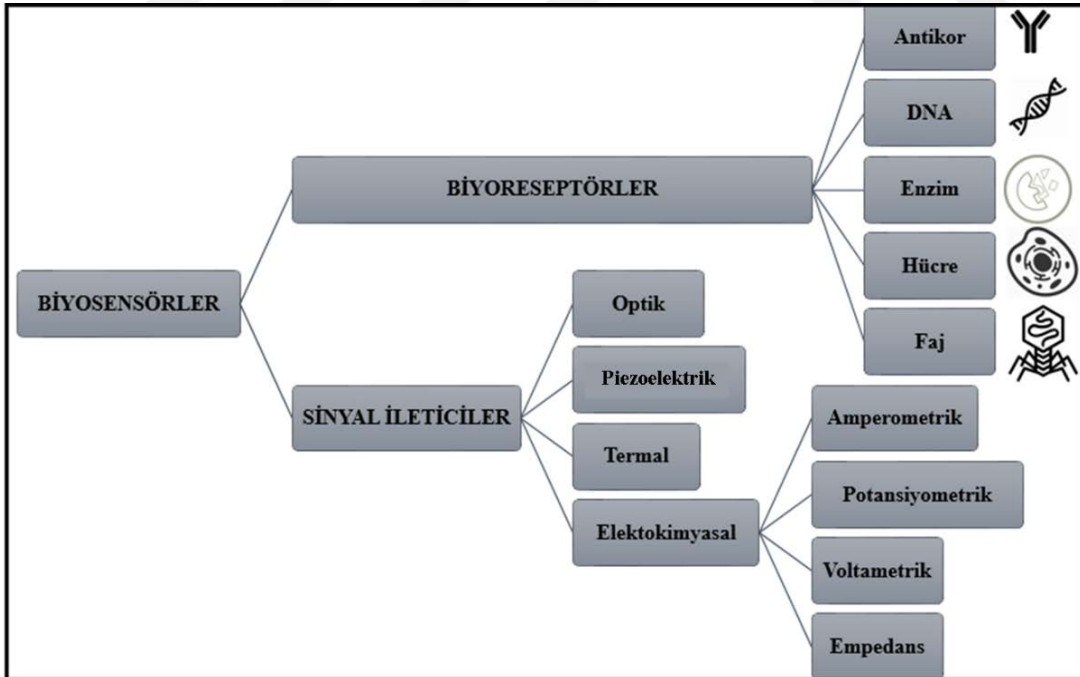 BİYOSENSÖRLER
BİYORESEPTÖRLER
Antikor
DNA
Enzim
Hücre
Faj
SİNYAL İLETİCİLER
Optik
Piezoelektrik
Termal
Elektokimyasal
Amperometrik
Potansiyometrik
Voltametrik
Empedans